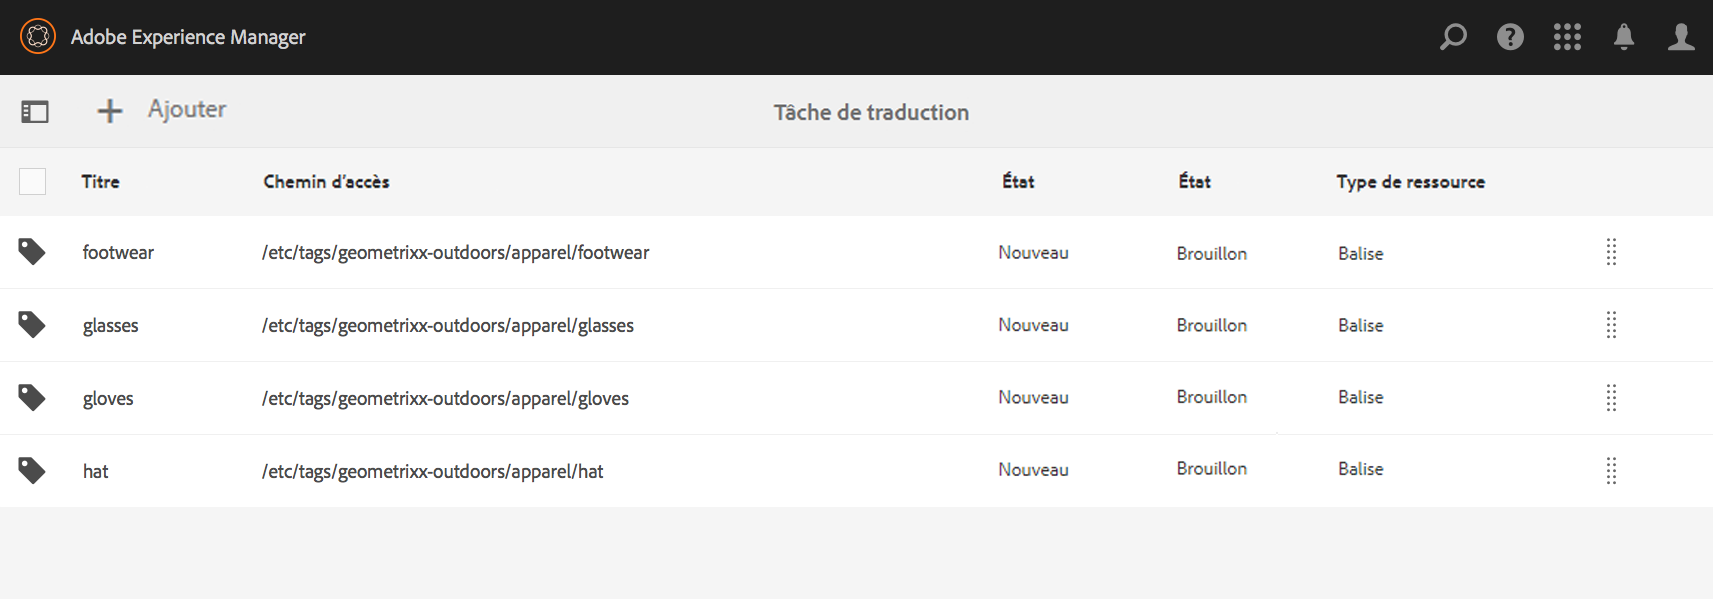 Adobe Experience Manager
Ajouter
Tâche de traduction
Titre Chemin d'accès État État Type de ressource
footwear /etc/tags/geometrixx-outdoors/apparel/footwear Nouveau Brouillon Balise
glasses /etc/tags/geometrixx-outdoors/apparel/glasses Nouveau Brouillon Balise
gloves /etc/tags/geometrixx-outdoors/apparel/gloves Nouveau Brouillon Balise
hat /etc/tags/geometrixx-outdoors/apparel/hat Nouveau Brouillon Balise